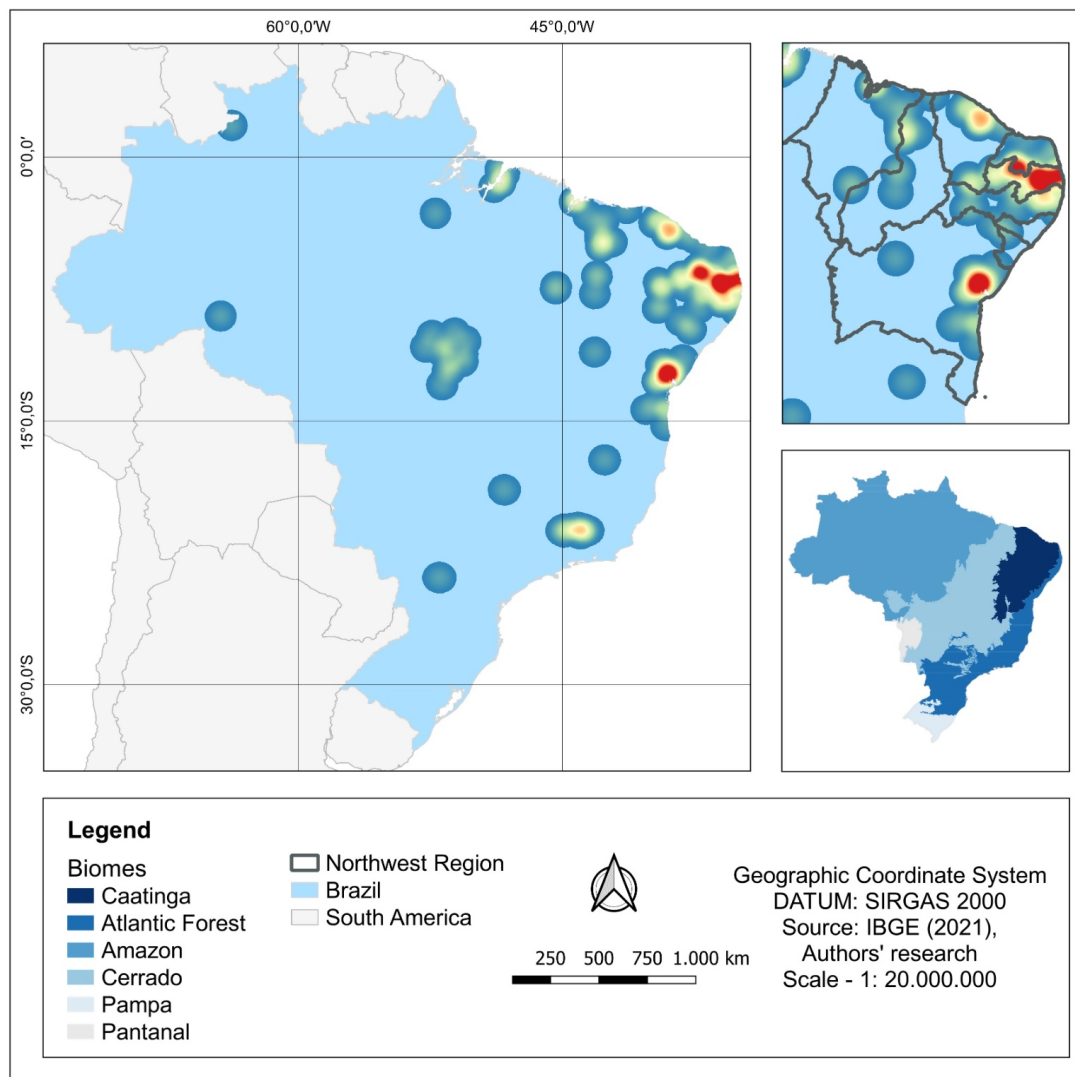 60°0,0'W
45°0,0'W
0°0,0'
15°0,0'S
30°0,0'S
Legend
Biomes
Caatinga
Atlantic Forest
Amazon
Cerrado
Pampa
Pantanal
Northwest Region
Brazil
South America
250 500 750 1.000 km
Geographic Coordinate System
DATUM: SIRGAS 2000
Source: IBGE (2021),
Authors' research
Scale - 1: 20.000.000